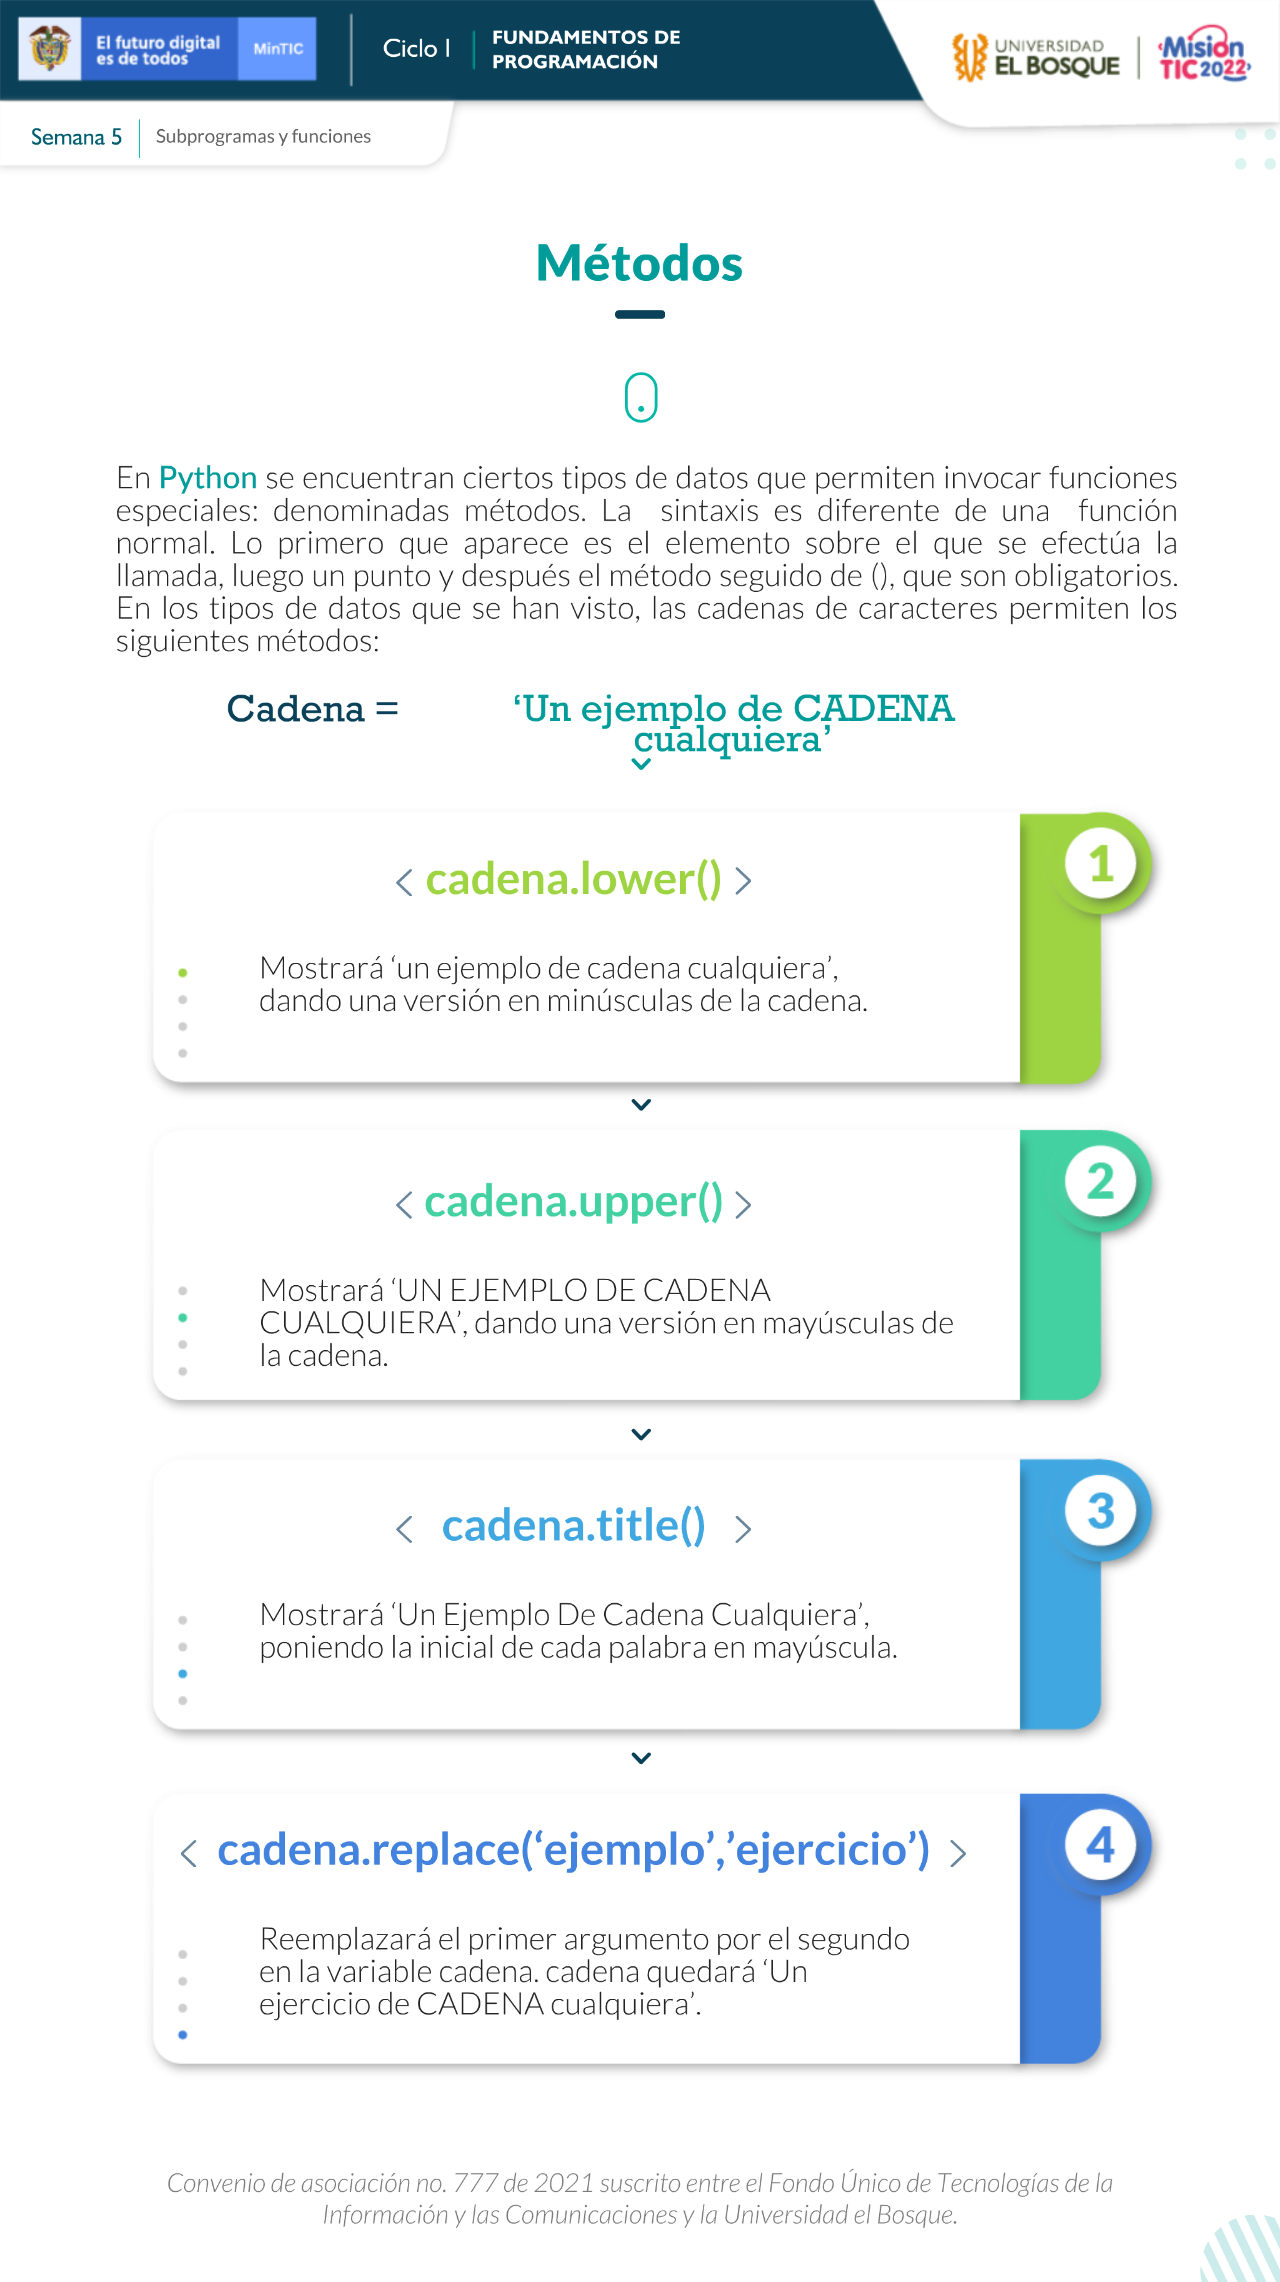 El futuro digital
es de todos
MinTIC
Ciclo I
FUNDAMENTOS DE
PROGRAMACIÓN
UNIVERSIDAD
EL BOSQUE
Misión
TIC2022
Semana 5
Subprogramas y funciones
Métodos
En Python se encuentran ciertos tipos de datos que permiten invocar funciones
especiales: denominadas métodos. La sintaxis es diferente de una función
normal. Lo primero que aparece es el elemento sobre el que se efectúa la
llamada, luego un punto y después el método seguido de (), que son obligatorios.
En los tipos de datos que se han visto, las cadenas de caracteres permiten los
siguientes métodos:
Cadena = ‘Un ejemplo de CADENA
cualquiera’
1
< cadena.lower() >
Mostrará ‘un ejemplo de cadena cualquiera’,
dando una versión en minúsculas de la cadena.
2
< cadena.upper() >
Mostrará ‘UN EJEMPLO DE CADENA
CUALQUIERA’, dando una versión en mayúsculas de
la cadena.
3
< cadena.title() >
Mostrará ‘Un Ejemplo De Cadena Cualquiera’,
poniendo la inicial de cada palabra en mayúscula.
4
< cadena.replace(‘ejemplo’,’ejercicio’) >
Reemplazará el primer argumento por el segundo
en la variable cadena. cadena quedará ‘Un
ejercicio de CADENA cualquiera’.
Convenio de asociación no. 777 de 2021 suscrito entre el Fondo Único de Tecnologías de la
Información y las Comunicaciones y la Universidad el Bosque.